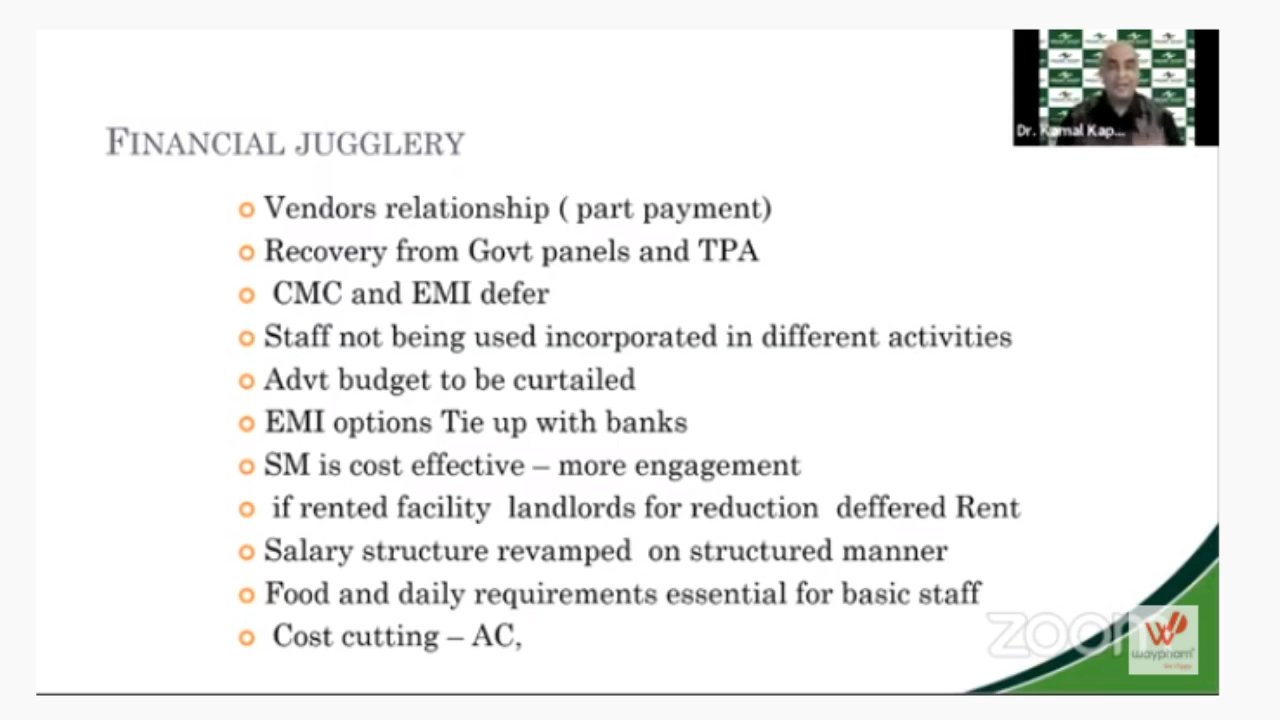 Dr. Kamal Kap...
FINANCIAL JUGGLERY
Vendors relationship ( part payment)
Recovery from Govt panels and TPA
CMC and EMI defer
Staff not being used incorporated in different activities
Advt budget to be curtailed
EMI options Tie up with banks
SM is cost effective – more engagement
if rented facility landlords for reduction deffered Rent
Salary structure revamped on structured manner
Food and daily requirements essential for basic staff
Cost cutting – AC,
zoom
waypham